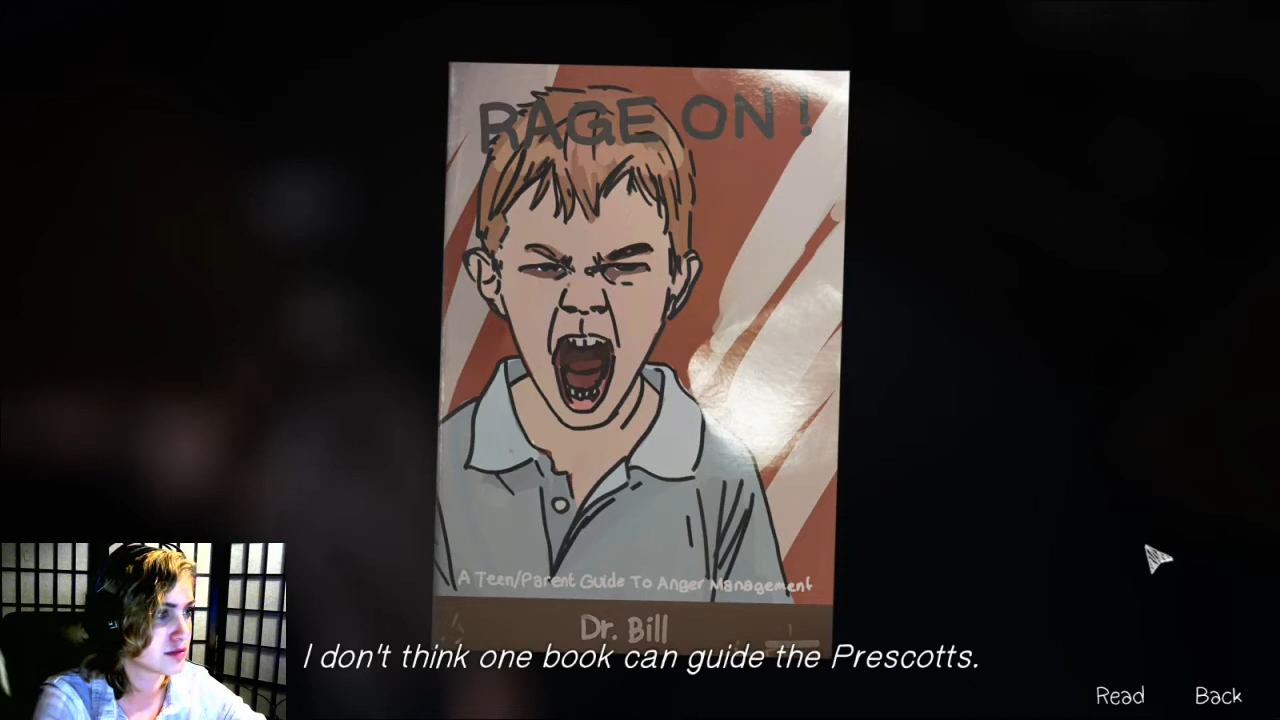 RAGE ON!
A Teen/Parent Guide To Anger Management
Dr. Bill
I don't think one book can guide the Prescotts.
Read
Back